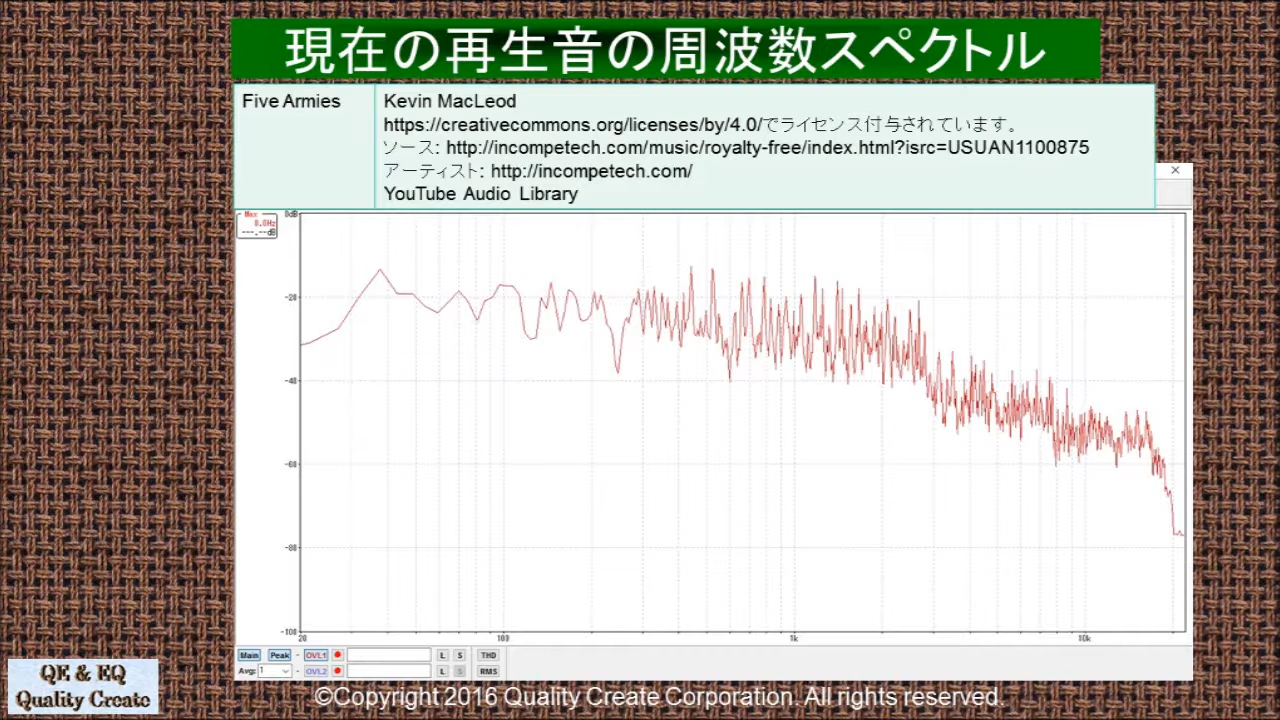 現在の再生音の周波数スペクトル
Five Armies
Kevin MacLeod
https://creativecommons.org/licenses/by/4.0/でライセンス付与されています。
ソース: http://incompetech.com/music/royalty-free/index.html?isrc=USUAN1100875
アーティスト: http://incompetech.com/
YouTube Audio Library
Max
0.0Hz
---.--dB
0dB
-20
-40
-60
-80
-100
20 100 1k 10k
Main Peak - OVL1 L S THD
Avg: 1 - OVL2 L S RMS
QE & EQ
Quality Create
©Copyright 2016 Quality Create Corporation. All rights reserved.